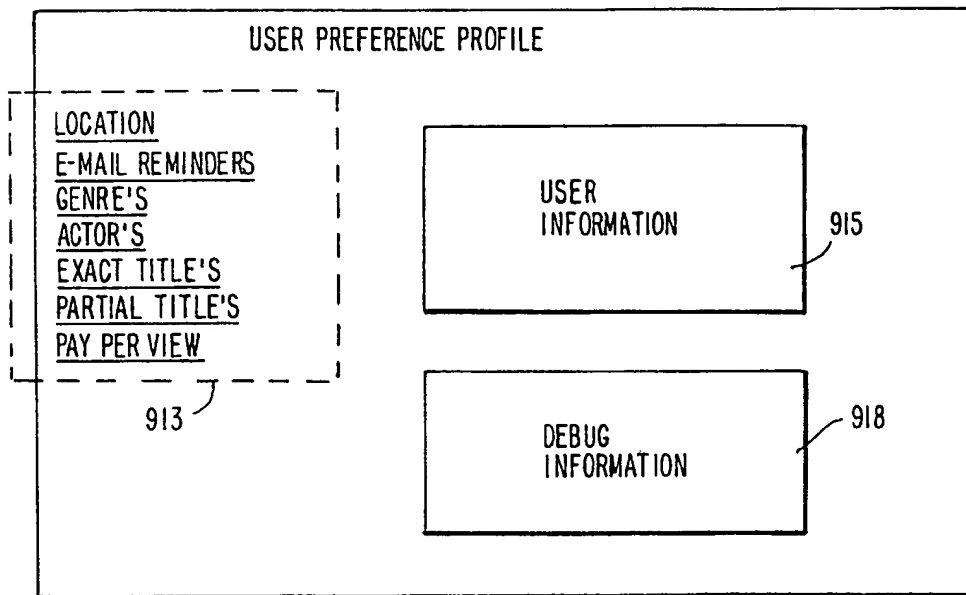 USER PREFERENCE PROFILE
LOCATION
E-MAIL REMINDERS
GENRE'S
ACTOR'S
EXACT TITLE'S
PARTIAL TITLE'S
PAY PER VIEW
913
USER
INFORMATION
915
DEBUG
INFORMATION
918